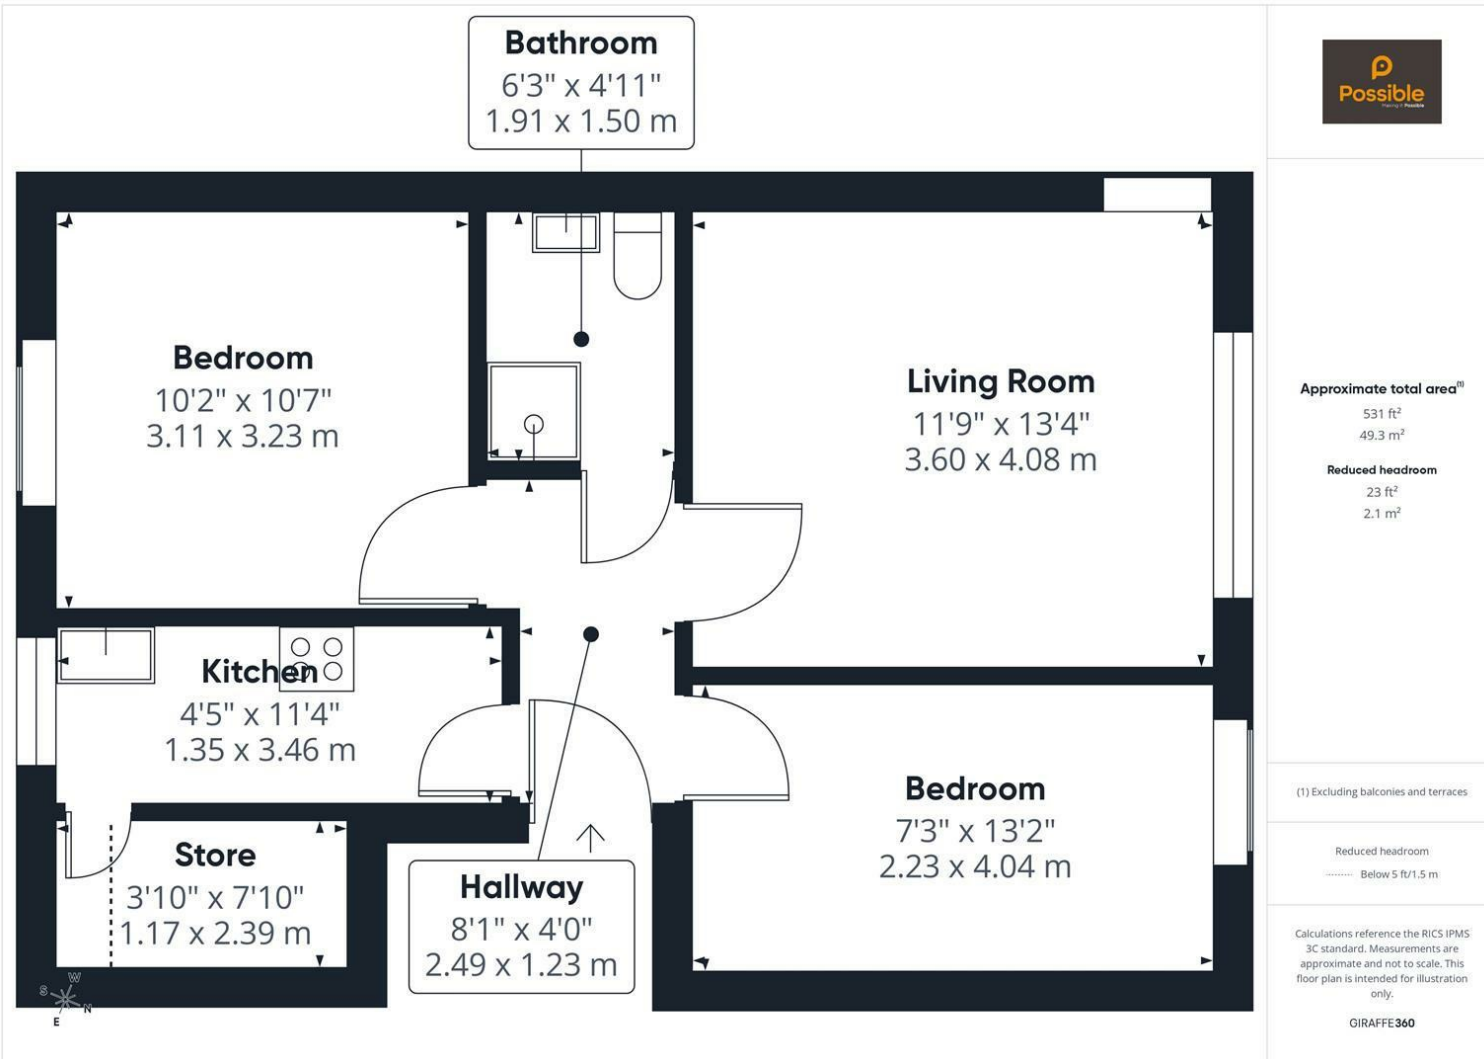 Bathroom
6'3" x 4'11"
1.91 x 1.50 m
Possible
Making it Possible
Bedroom
10'2" x 10'7"
3.11 x 3.23 m
Living Room
11'9" x 13'4"
3.60 x 4.08 m
Approximate total area(1)
531 ft²
49.3 m²
Reduced headroom
23 ft²
2.1 m²
Kitchen
4'5" x 11'4"
1.35 x 3.46 m
Bedroom
7'3" x 13'2"
2.23 x 4.04 m
Store
3'10" x 7'10"
1.17 x 2.39 m
Hallway
8'1" x 4'0"
2.49 x 1.23 m
(1) Excluding balconies and terraces
Reduced headroom
Below 5 ft/1.5 m
Calculations reference the RICS IPMS
3C standard. Measurements are
approximate and not to scale. This
floor plan is intended for illustration
only.
GIRAFFE360
W
S
N
E